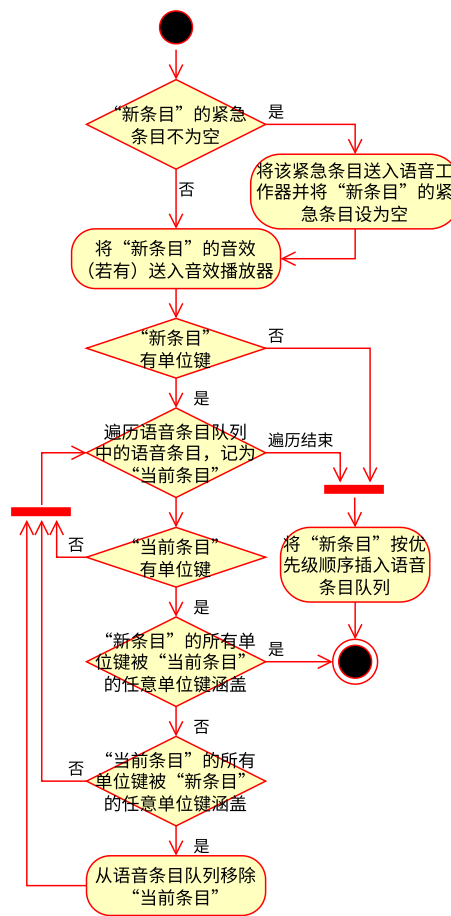 “新条目”的紧急
条目不为空
是
将该紧急条目送入语音工
作器并将“新条目”的紧
急条目设为空
否
将“新条目”的音效
（若有）送入音效播放器
“新条目”
有单位键
否
是
遍历语音条目队列
中的语音条目，记为
“当前条目”
遍历结束
“当前条目”
有单位键
否
将“新条目”按优
先级顺序插入语音
条目队列
是
“新条目”的所有单
位键被“当前条目”
的任意单位键涵盖
是
否
“当前条目”的所有
单位键被“新条目”
的任意单位键涵盖
否
是
从语音条目队列移除
“当前条目”